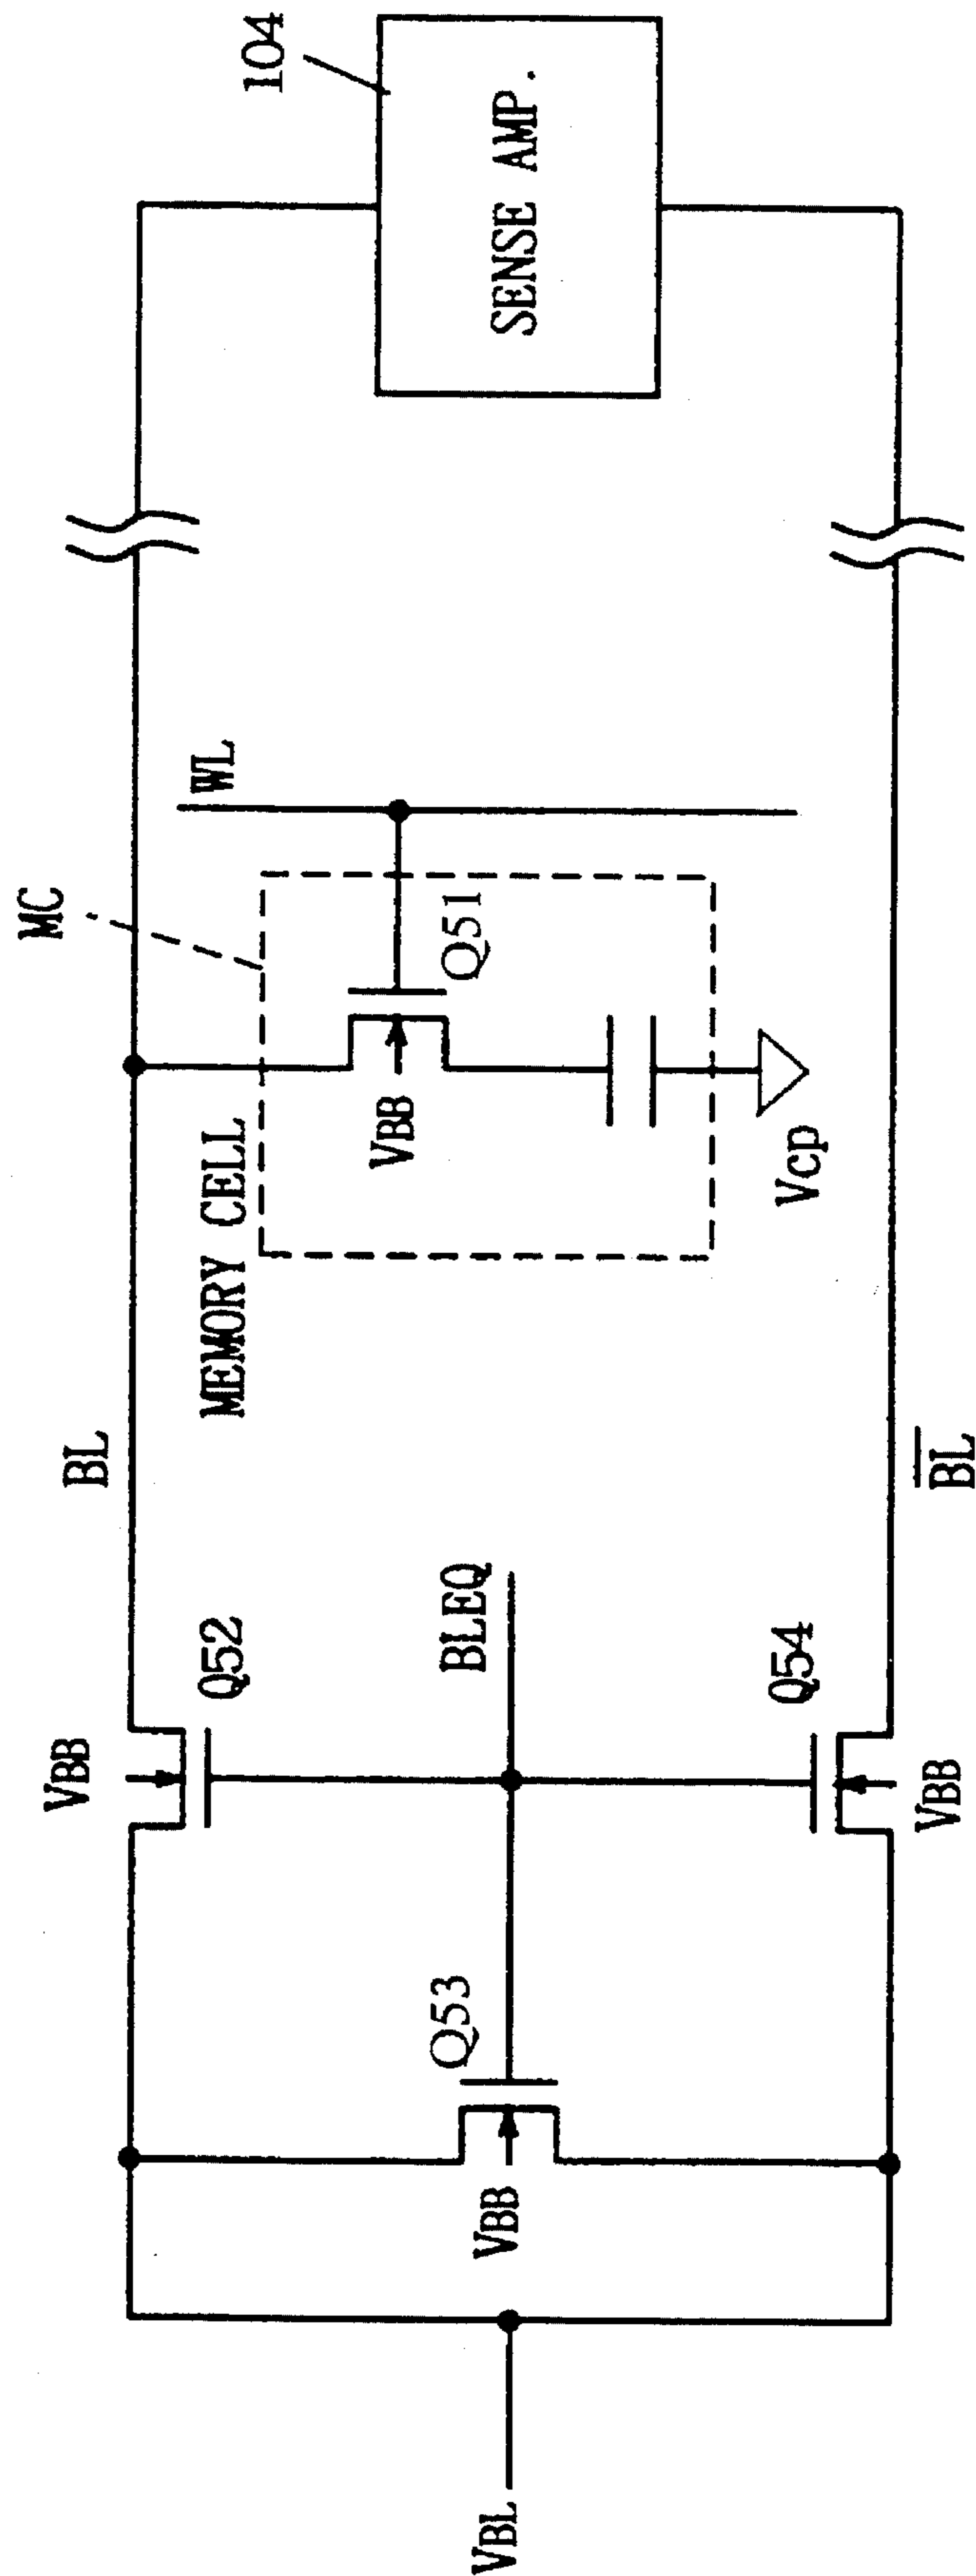 104
SENSE AMP.
WL
MC
Q51
VBB
MEMORY CELL
Vcp
BL
B̅L̅
BLEQ
Q52
Q54
VBB
VBB
Q53
VBB
VBL